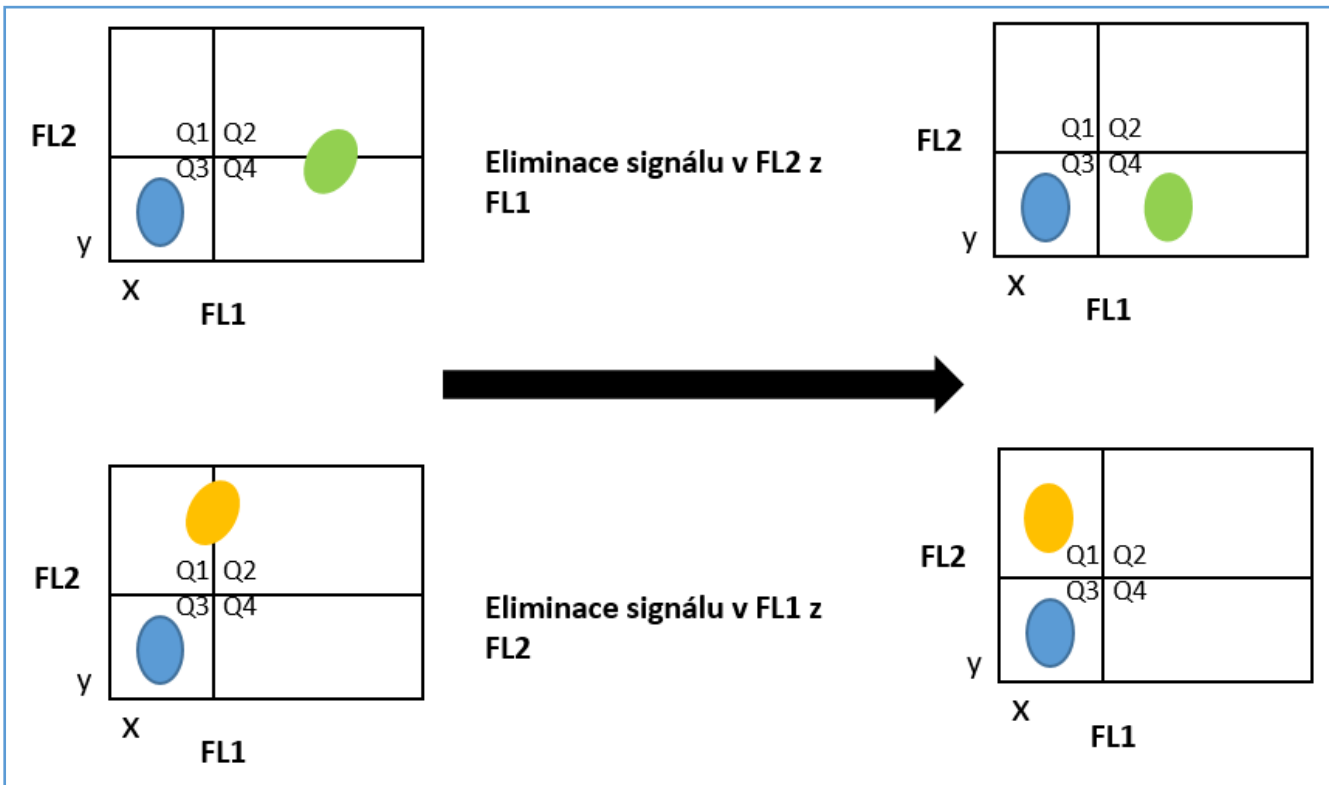 Q1 Q2
FL2
Q3 Q4
y
X
FL1
Eliminace signálu v FL2 z
FL1
Q1 Q2
FL2
Q3 Q4
y
X
FL1
Q1 Q2
FL2
Q3 Q4
y
X
FL1
Eliminace signálu v FL1 z
FL2
Q1 Q2
FL2
Q3 Q4
y
X
FL1